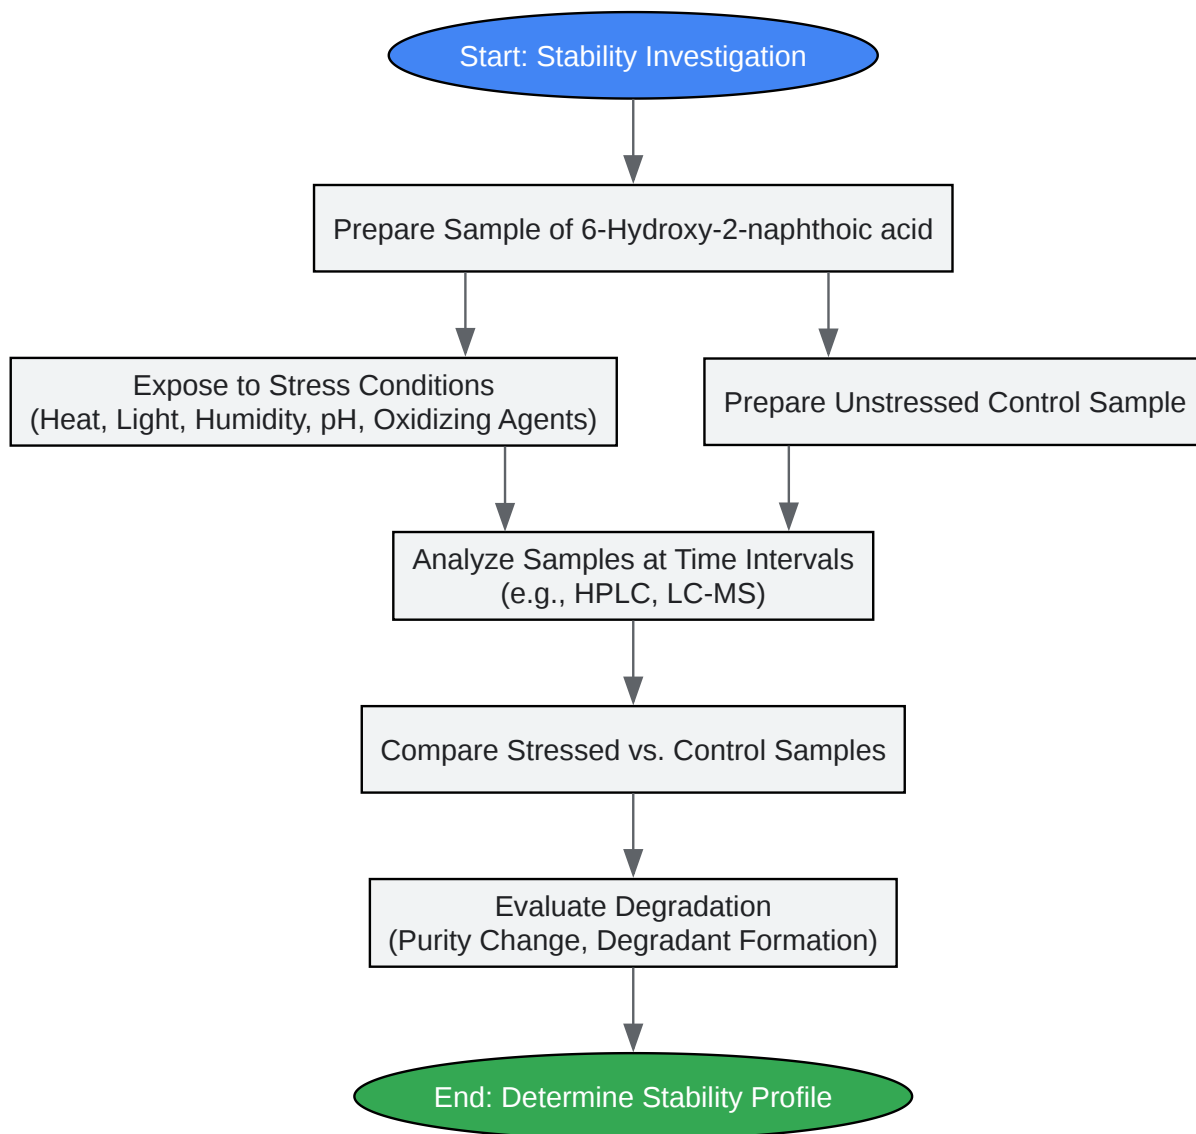 Start: Stability Investigation
Prepare Sample of 6-Hydroxy-2-naphthoic acid
Expose to Stress Conditions
(Heat, Light, Humidity, pH, Oxidizing Agents)
Prepare Unstressed Control Sample
Analyze Samples at Time Intervals
(e.g., HPLC, LC-MS)
Compare Stressed vs. Control Samples
Evaluate Degradation
(Purity Change, Degradant Formation)
End: Determine Stability Profile